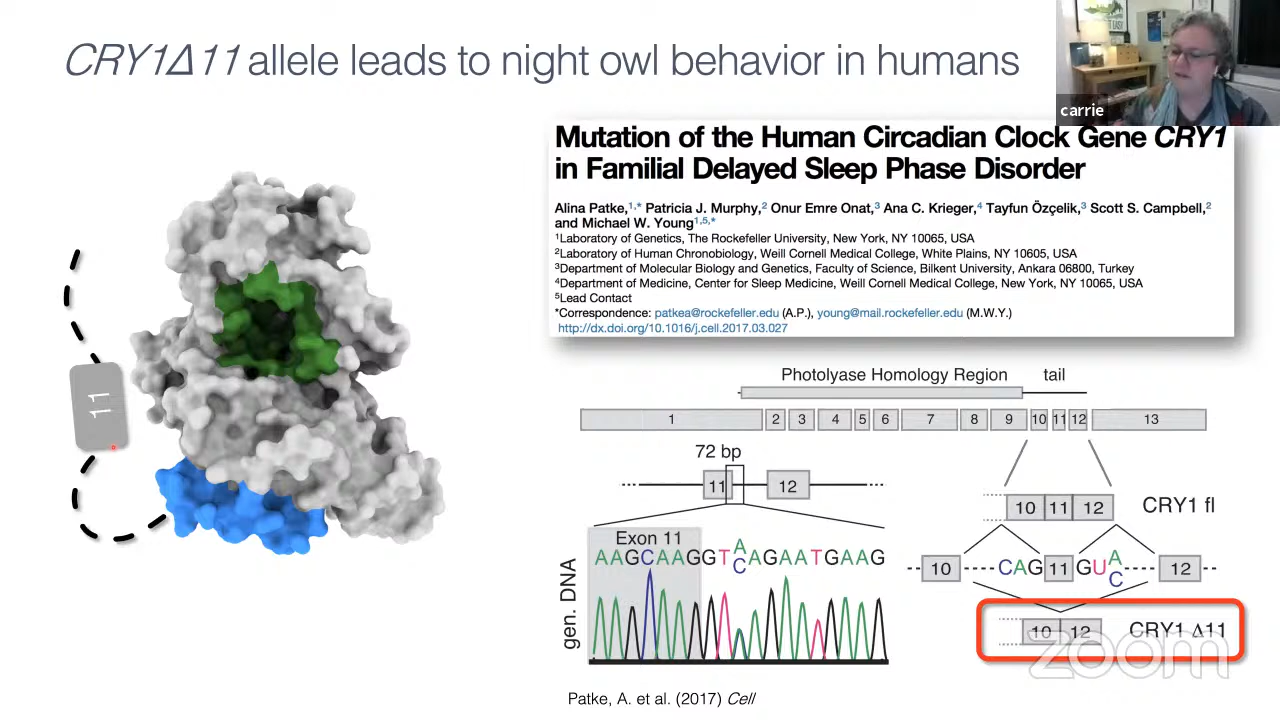 CRY1Δ11 allele leads to night owl behavior in humans
carrie
Mutation of the Human Circadian Clock Gene CRY1
in Familial Delayed Sleep Phase Disorder
Alina Patke,1,* Patricia J. Murphy,2 Onur Emre Onat,3 Ana C. Krieger,4 Tayfun Özçelik,3 Scott S. Campbell,2
and Michael W. Young1,5,*
1Laboratory of Genetics, The Rockefeller University, New York, NY 10065, USA
2Laboratory of Human Chronobiology, Weill Cornell Medical College, White Plains, NY 10605, USA
3Department of Molecular Biology and Genetics, Faculty of Science, Bilkent University, Ankara 06800, Turkey
4Department of Medicine, Center for Sleep Medicine, Weill Cornell Medical College, New York, NY 10065, USA
5Lead Contact
*Correspondence: patkea@rockefeller.edu (A.P.), young@mail.rockefeller.edu (M.W.Y.)
http://dx.doi.org/10.1016/j.cell.2017.03.027
11
Photolyase Homology Region tail
1 2 3 4 5 6 7 8 9 10 11 12 13
72 bp
11 12
Exon 11
AAGCAAGGT
A
C
AGAATGAAG
gen. DNA
10 11 12 CRY1 fl
10 CAG 11 GU
A
C
12
10 12 CRY1 Δ11
zoom
Patke, A. et al. (2017) Cell